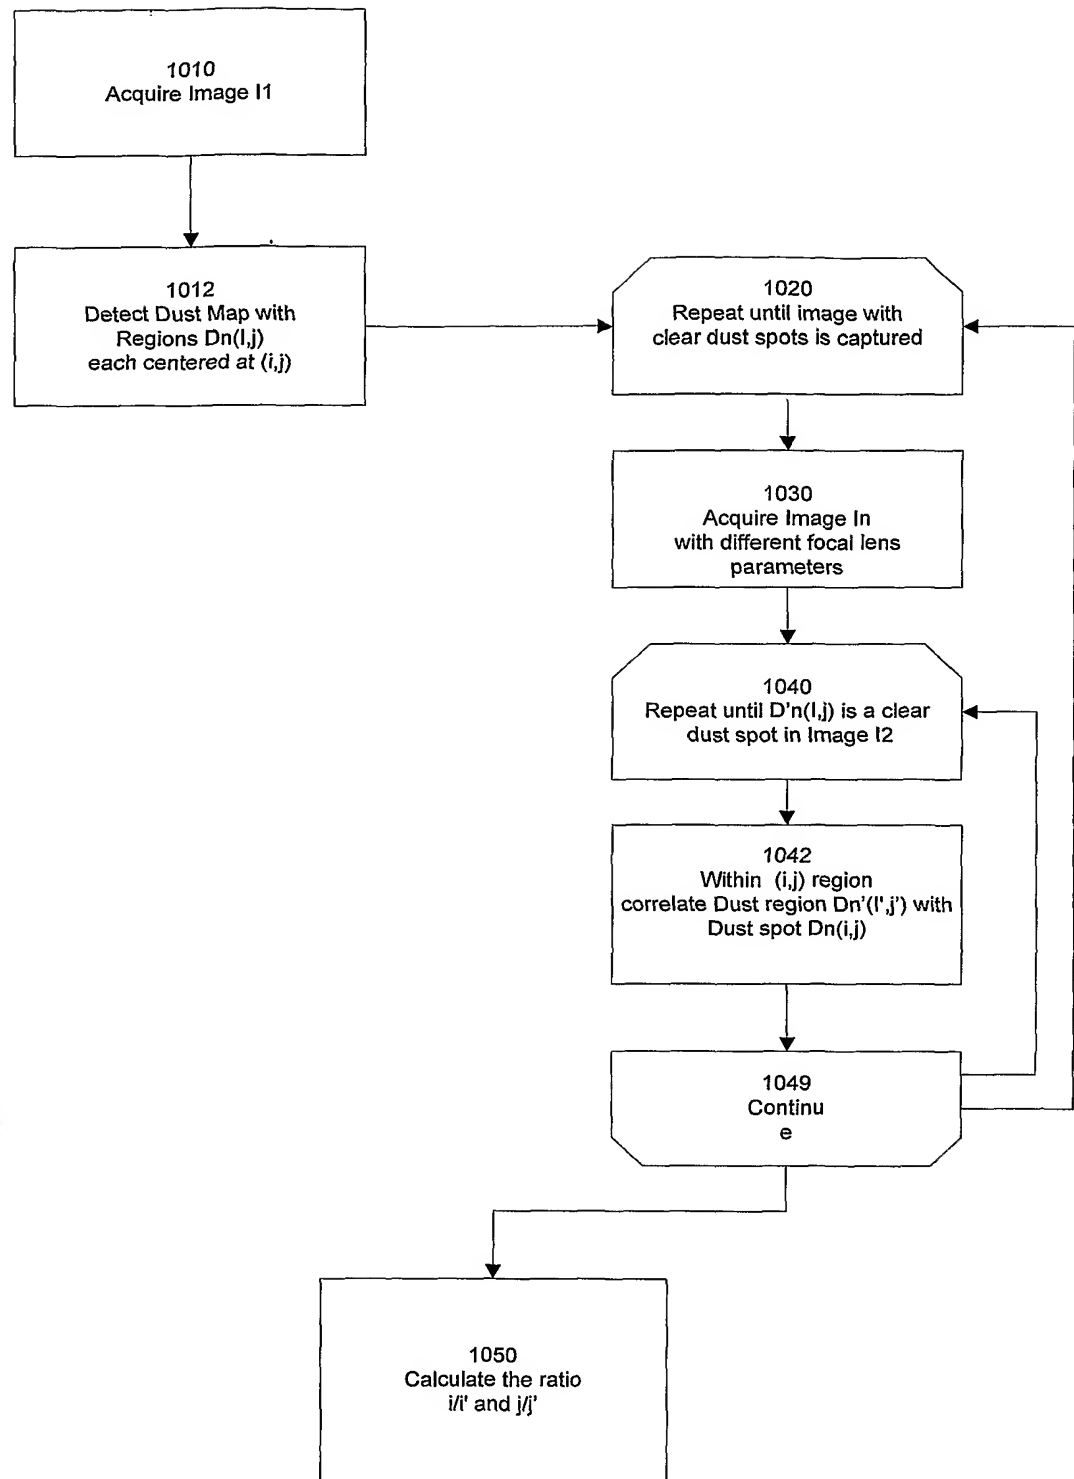 1010
Acquire Image I1
1012
Detect Dust Map with
Regions Dn(I,j)
each centered at (i,j)
1020
Repeat until image with
clear dust spots is captured
1030
Acquire Image In
with different focal lens
parameters
1040
Repeat until D'n(I,j) is a clear
dust spot in Image I2
1042
Within (i,j) region
correlate Dust region Dn'(I',j') with
Dust spot Dn(i,j)
1049
Continu
e
1050
Calculate the ratio
i/i' and j/j'